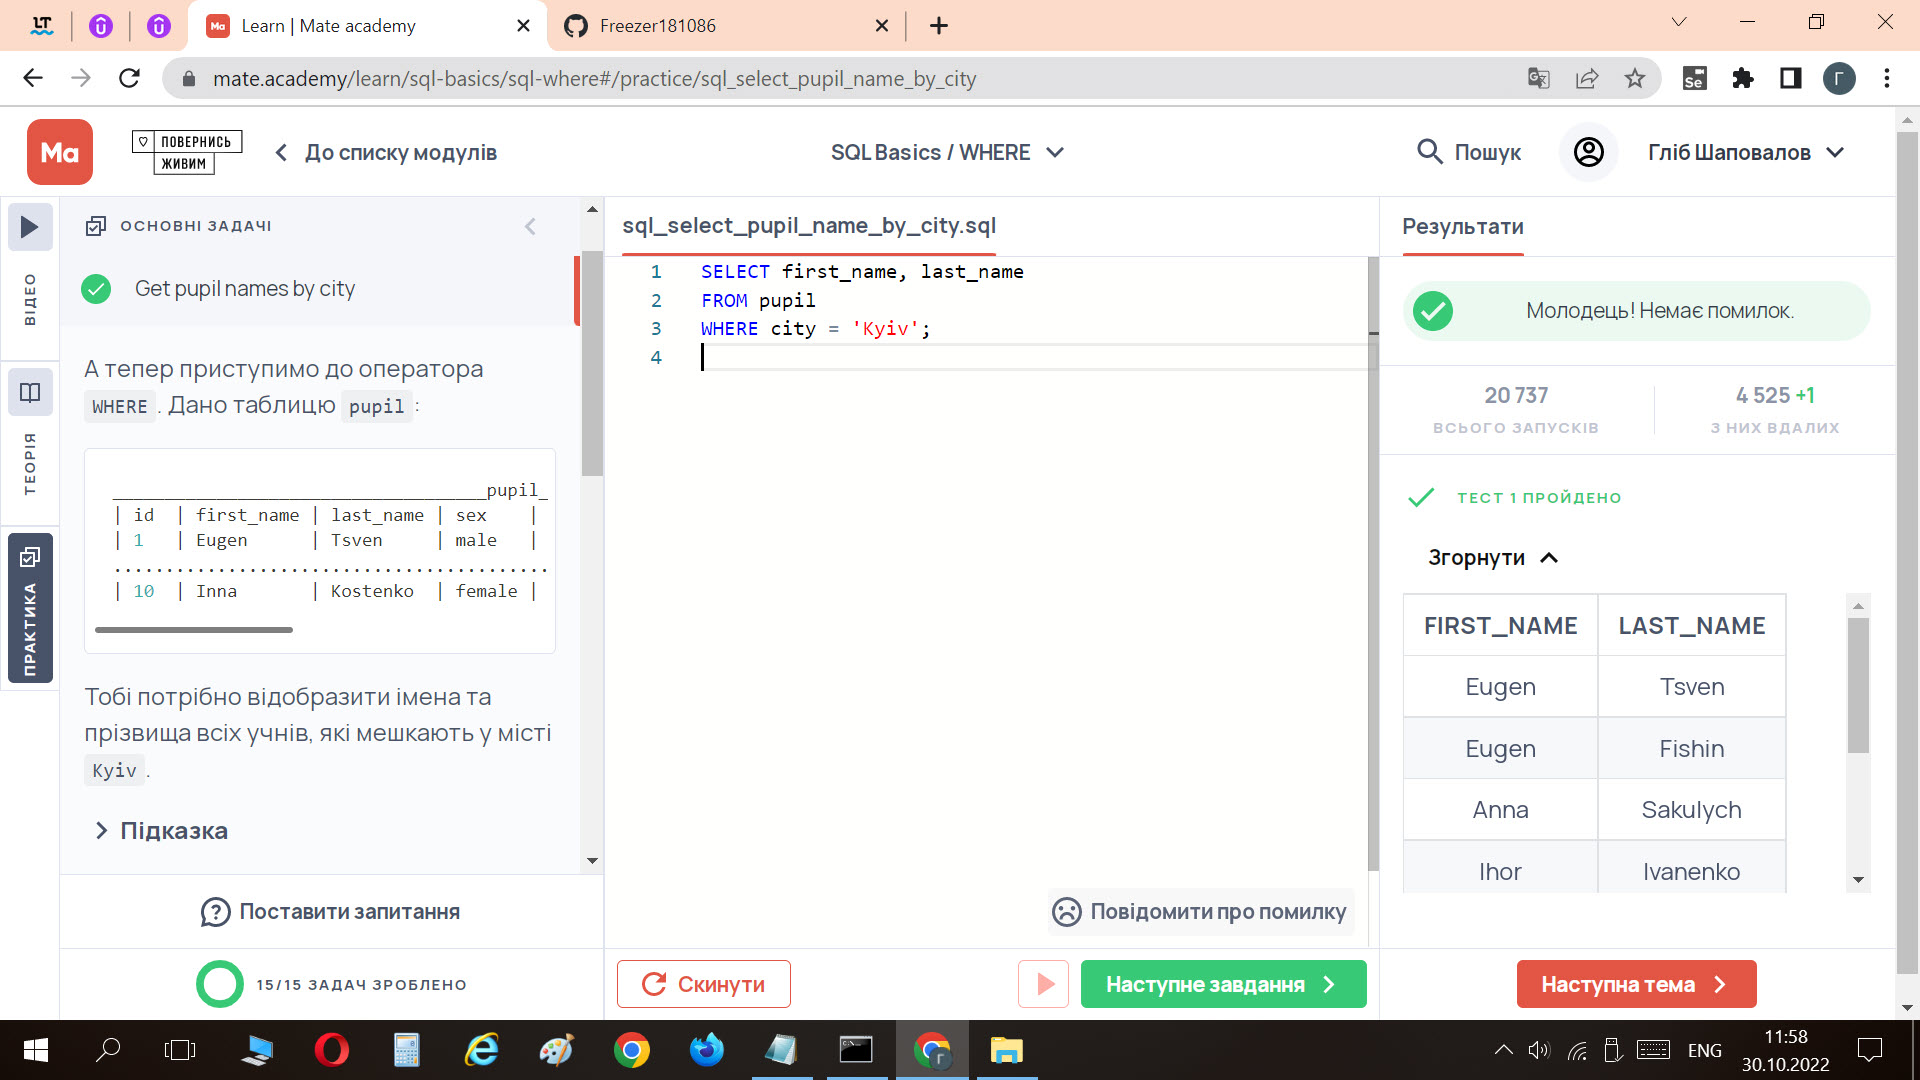 Learn | Mate academy
Freezer181086
mate.academy/learn/sql-basics/sql-where#/practice/sql_select_pupil_name_by_city
Se
Г
Ma
ПОВЕРНИСЬ
ЖИВИМ
До списку модулів
SQL Basics / WHERE
Пошук
Гліб Шаповалов
ВІДЕО
ТЕОРІЯ
ПРАКТИКА
ОСНОВНІ ЗАДАЧІ
Get pupil names by city
А тепер приступимо до оператора
WHERE . Дано таблицю pupil :
____________________________________pupil_
| id | first_name | last_name | sex |
| 1 | Eugen | Tsven | male |
..........................................
| 10 | Inna | Kostenko | female |
Тобі потрібно відобразити імена та
прізвища всіх учнів, які мешкають у місті
Kyiv .
Підказка
Поставити запитання
15/15 ЗАДАЧ ЗРОБЛЕНО
sql_select_pupil_name_by_city.sql
1 SELECT first_name, last_name
2 FROM pupil
3 WHERE city = 'Kyiv';
4
Повідомити про помилку
Скинути
Наступне завдання
Результати
Молодець! Немає помилок.
20 737
ВСЬОГО ЗАПУСКІВ
4 525 +1
З НИХ ВДАЛИХ
ТЕСТ 1 ПРОЙДЕНО
Згорнути
FIRST_NAME LAST_NAME
Eugen Tsven
Eugen Fishin
Anna Sakulych
Ihor Ivanenko
Наступна тема
ENG
11:58
30.10.2022